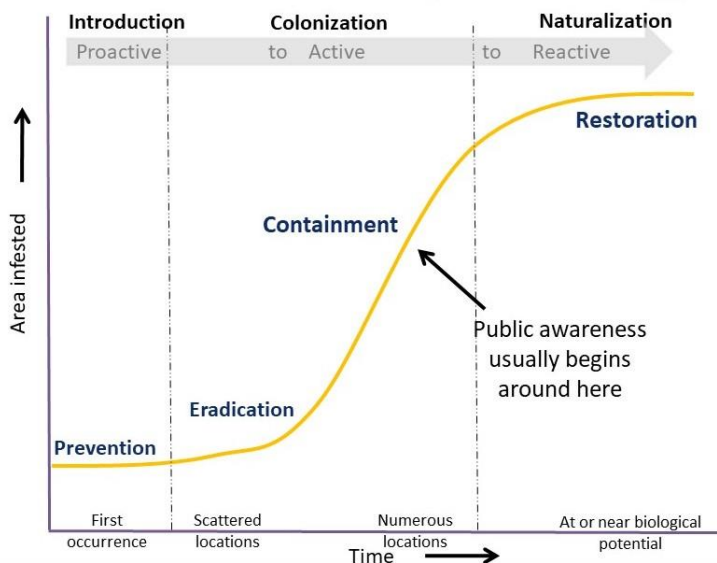 Introduction
Colonization
Naturalization
Proactive to Active to Reactive
Restoration
Containment
Public awareness
usually begins
around here
Eradication
Prevention
Area infested
First
occurrence
Scattered
locations
Numerous
locations
At or near biological
potential
Time